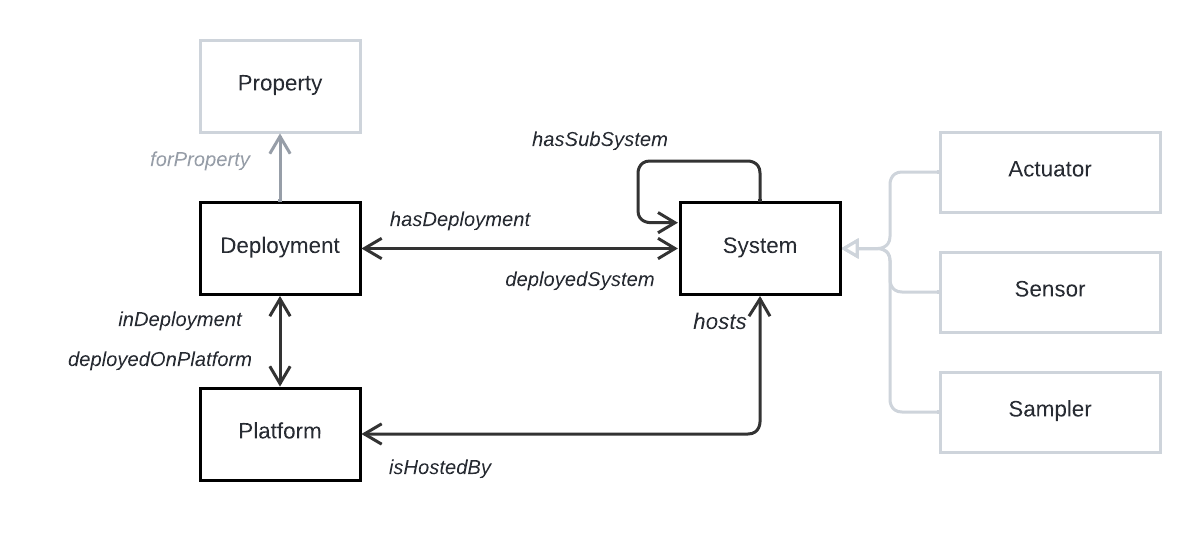 Property
hasSubSystem
forProperty
Actuator
hasDeployment
Deployment
System
deployedSystem
Sensor
inDeployment
hosts
deployedOnPlatform
Sampler
Platform
isHostedBy